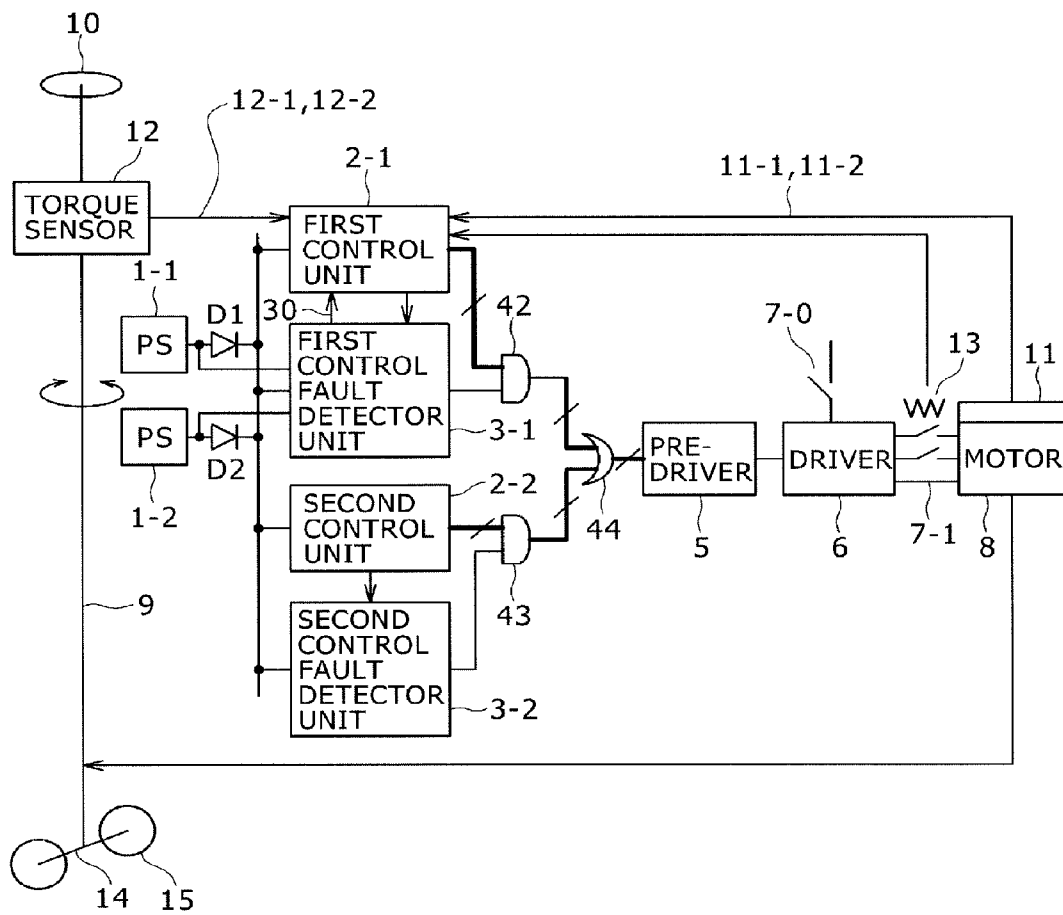 10
12-1,12-2
12
2-1
11-1,11-2
TORQUE
SENSOR
FIRST
CONTROL
UNIT
1-1
D1
30
42
7-0
13
11
PS
FIRST
CONTROL
FAULT
DETECTOR
UNIT
3-1
PS
D2
1-2
2-2
44
PRE-
DRIVER
5
DRIVER
6
7-1
MOTOR
8
SECOND
CONTROL
UNIT
43
9
SECOND
CONTROL
FAULT
DETECTOR
UNIT
3-2
14
15